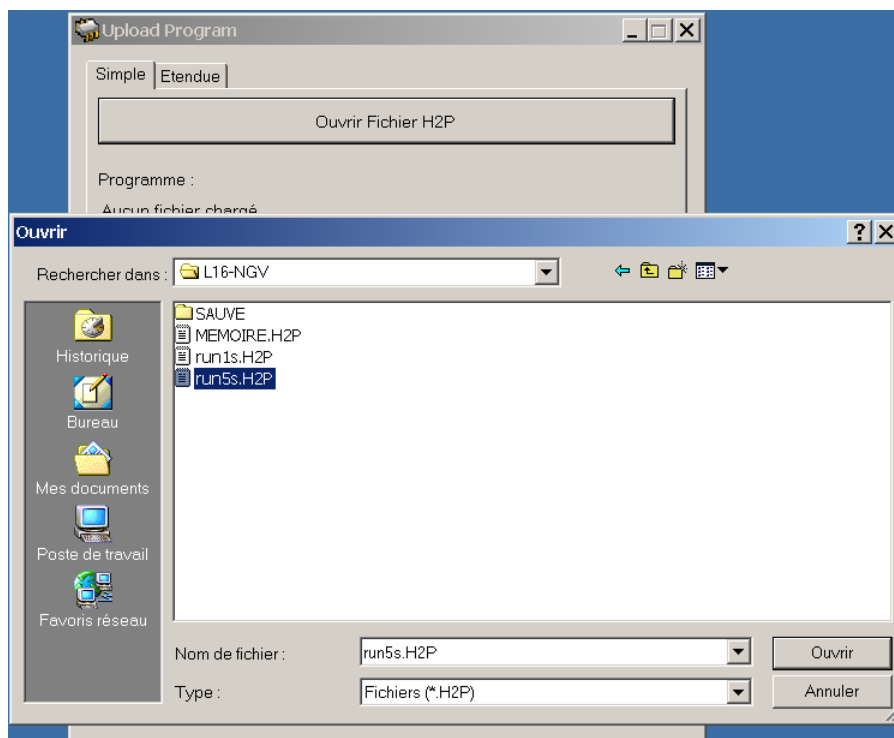 Upload Program
Simple Etendue
Ouvrir Fichier H2P
Programme :
Aucun fichier chargé
Ouvrir
Rechercher dans : L16-NGV
SAUVE
MEMOIRE.H2P
run1s.H2P
run5s.H2P
Historique
Bureau
Mes documents
Poste de travail
Favoris réseau
Nom de fichier : run5s.H2P Ouvrir
Type : Fichiers (*.H2P) Annuler